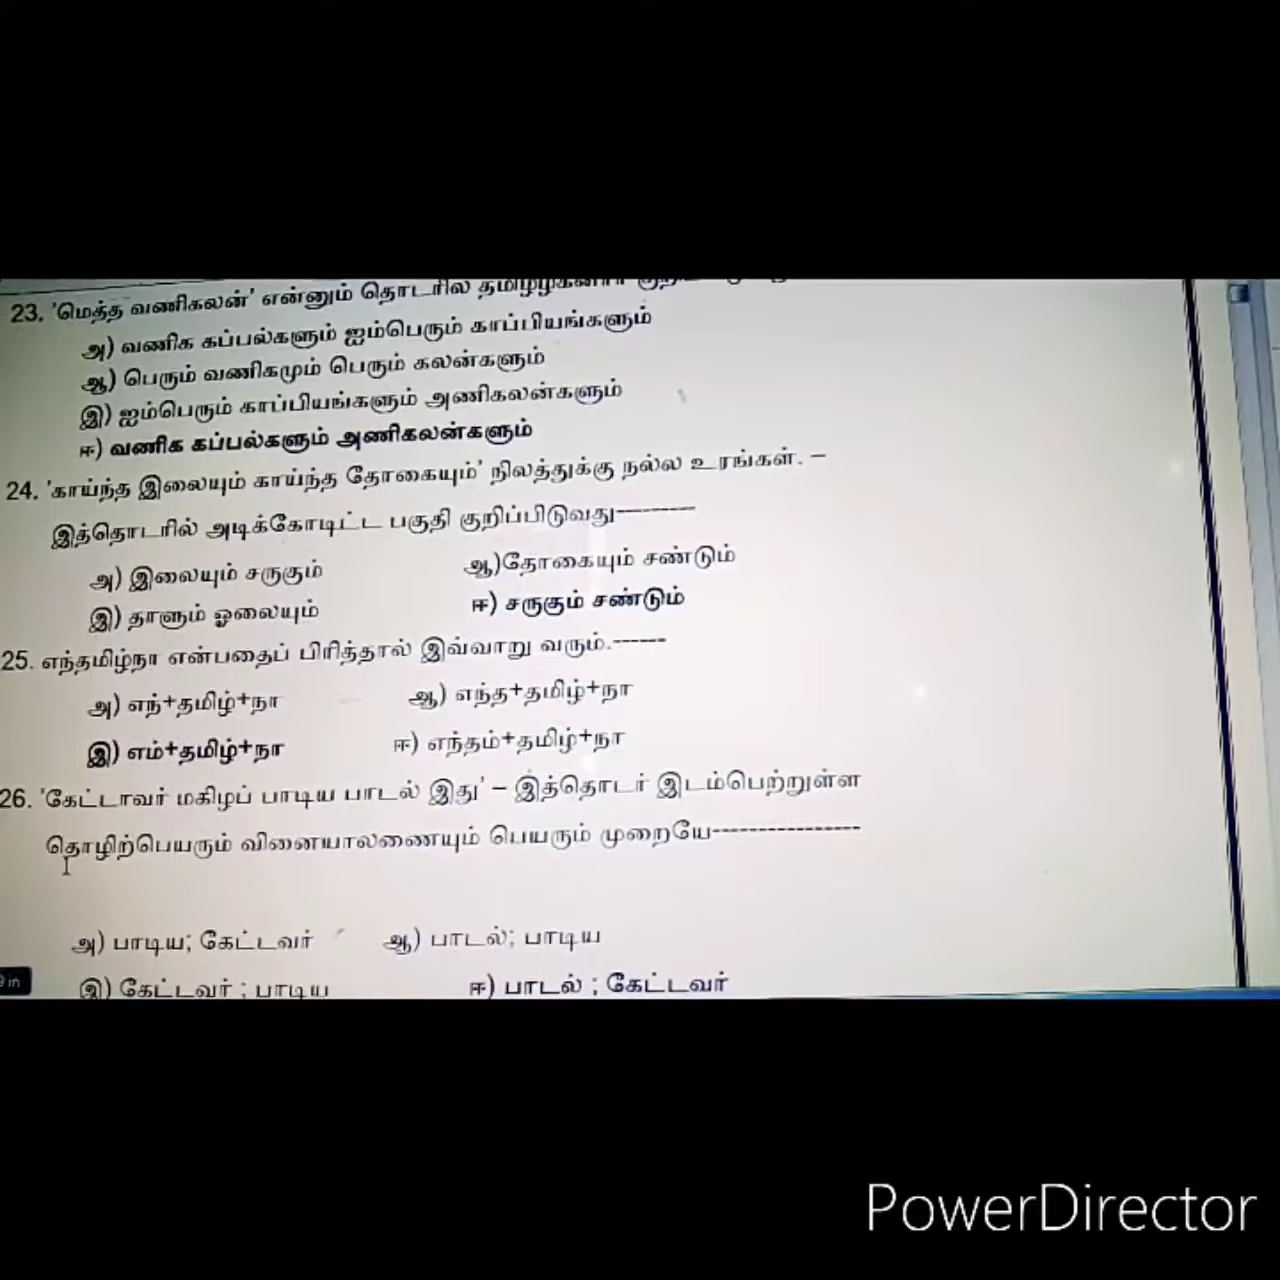 23. 'மெத்த வணிகலன்' என்னும் தொடரில்
அ) வணிக கப்பல்களும் ஐம்பெரும் காப்பியங்களும்
ஆ) பெரும் வணிகமும் பெரும் கலன்களும்
இ) ஐம்பெரும் காப்பியங்களும் அணிகலன்களும்
ஈ) வணிக கப்பல்களும் அணிகலன்களும்
24. 'காய்ந்த இலையும் காய்ந்த தோகையும்' நிலத்துக்கு நல்ல உரங்கள். –
இத்தொடரில் அடிக்கோடிட்ட பகுதி குறிப்பிடுவது---------
அ) இலையும் சருகும் ஆ)தோகையும் சண்டும்
இ) தாளும் ஓலையும் ஈ) சருகும் சண்டும்
25. எந்தமிழ்நா என்பதைப் பிரித்தால் இவ்வாறு வரும்.------
அ) எந்+தமிழ்+நா ஆ) எந்த+தமிழ்+நா
இ) எம்+தமிழ்+நா ஈ) எந்தம்+தமிழ்+நா
26. 'கேட்டாவர் மகிழப் பாடிய பாடல் இது' – இத்தொடர் இடம்பெற்றுள்ள
தொழிற்பெயரும் வினையாலணையும் பெயரும் முறையே----------------
அ) பாடிய; கேட்டவர் ஆ) பாடல்; பாடிய
இ) கேட்டவர் ; பாடிய ஈ) பாடல் ; கேட்டவர்
PowerDirector